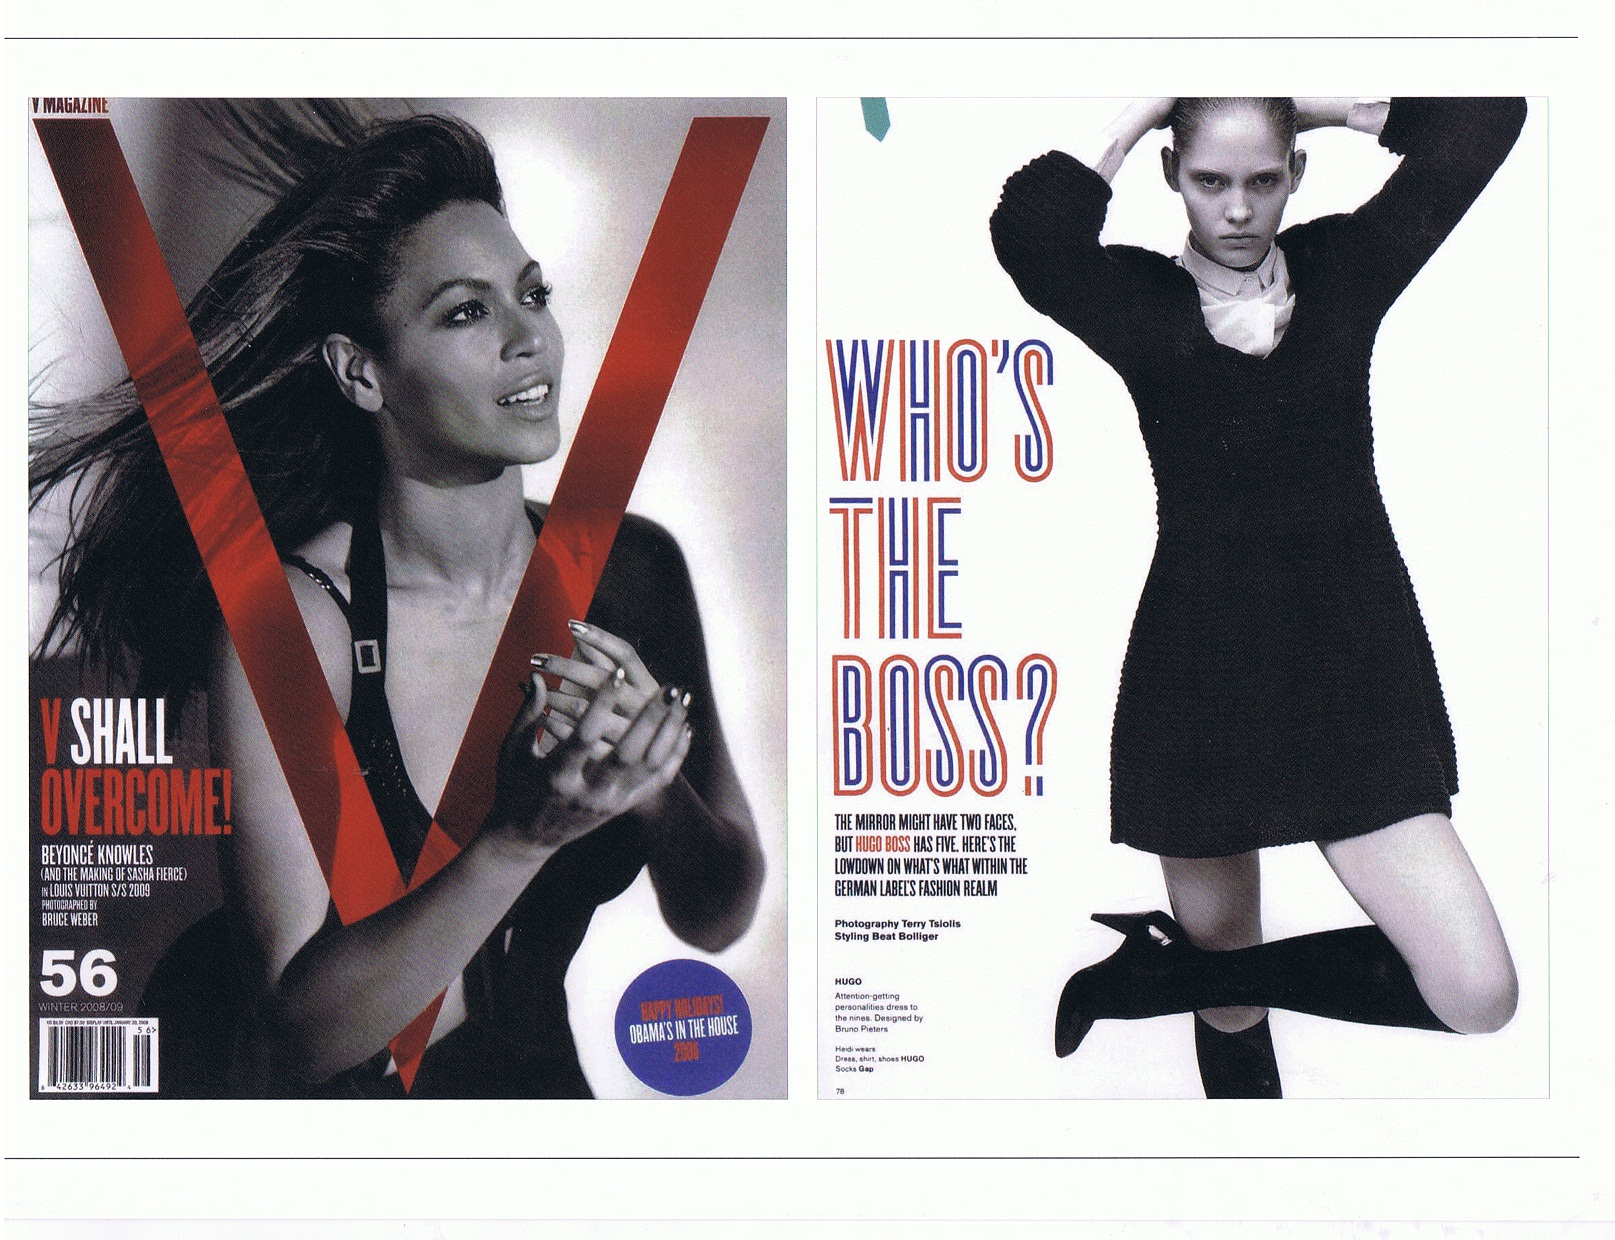 V MAGAZINE
V
V SHALL
OVERCOME!
BEYONCÉ KNOWLES
(AND THE MAKING OF SASHA FIERCE)
IN LOUIS VUITTON S/S 2009
PHOTOGRAPHED BY
BRUCE WEBER
56
WINTER 2008/09
5 6>
42633 96492
HAPPY HOLIDAYS!
OBAMA'S IN THE HOUSE
2008
WHO'S
THE
BOSS?
THE MIRROR MIGHT HAVE TWO FACES,
BUT HUGO BOSS HAS FIVE. HERE'S THE
LOWDOWN ON WHAT'S WHAT WITHIN THE
GERMAN LABEL'S FASHION REALM
Photography Terry Tsiolis
Styling Beat Bolliger
HUGO
Attention-getting
personalities dress to
the nines. Designed by
Bruno Pieters
Heidi wears
Dress, shirt, shoes HUGO
Socks Gap
78